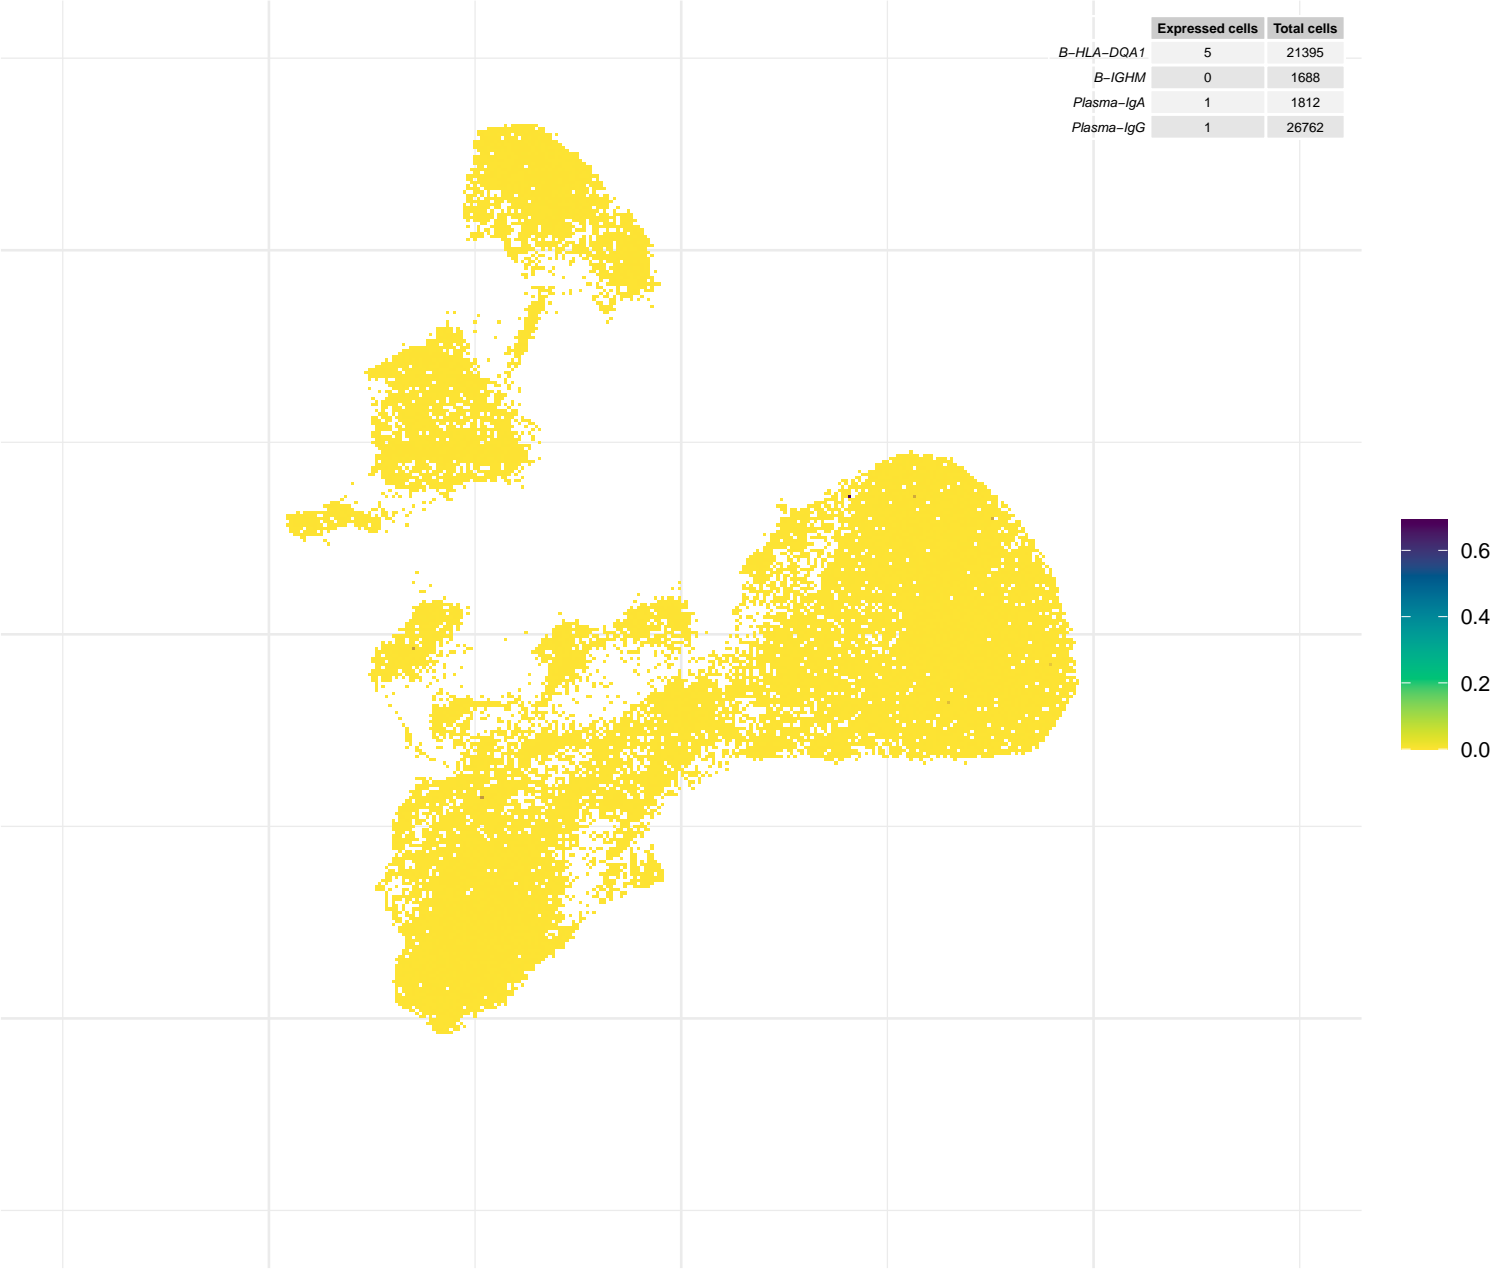 Expressed cells Total cells
B−HLA−DQA1 5 21395
B−IGHM 0 1688
Plasma−IgA 1 1812
Plasma−IgG 1 26762
0.6
0.4
0.2
0.0